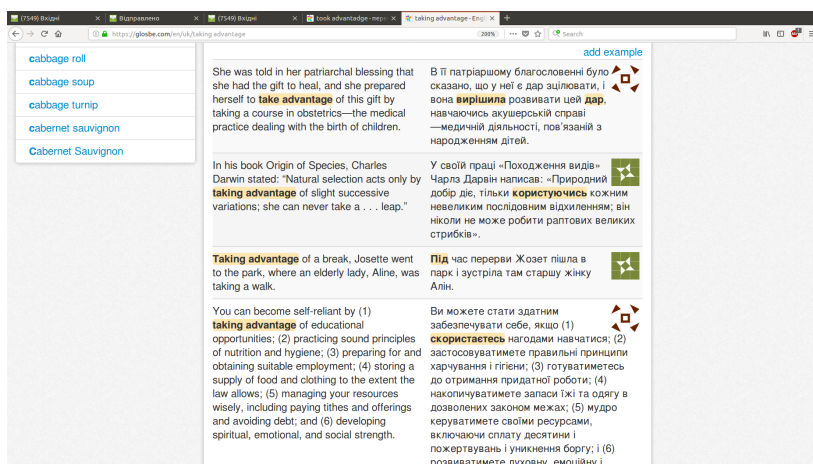 (7549) Вхідні
Відправлено
(7549) Вхідні
took advantadge - пере
taking advantage - Engl
https://glosbe.com/en/uk/taking advantage
200%
Search
add example
cabbage roll
cabbage soup
cabbage turnip
cabernet sauvignon
Cabernet Sauvignon
She was told in her patriarchal blessing that
she had the gift to heal, and she prepared
herself to take advantage of this gift by
taking a course in obstetrics—the medical
practice dealing with the birth of children.
В її патріаршому благословенні було
сказано, що у неї є дар зцілювати, і
вона вирішила розвивати цей дар,
навчаючись акушерській справі
—медичній діяльності, пов'язаній з
народженням дітей.
In his book Origin of Species, Charles
Darwin stated: “Natural selection acts only by
taking advantage of slight successive
variations; she can never take a . . . leap.”
У своїй праці «Походження видів»
Чарлз Дарвін написав: «Природний
добір діє, тільки користуючись кожним
невеликим послідовним відхиленням; він
ніколи не може робити раптових великих
стрибків».
Taking advantage of a break, Josette went
to the park, where an elderly lady, Aline, was
taking a walk.
Під час перерви Жозет пішла в
парк і зустріла там старшу жінку
Алін.
You can become self-reliant by (1)
taking advantage of educational
opportunities; (2) practicing sound principles
of nutrition and hygiene; (3) preparing for and
obtaining suitable employment; (4) storing a
supply of food and clothing to the extent the
law allows; (5) managing your resources
wisely, including paying tithes and offerings
and avoiding debt; and (6) developing
spiritual, emotional, and social strength.
Ви можете стати здатним
забезпечувати себе, якщо (1)
скористаєтесь нагодами навчатися; (2)
застосовуватимете правильні принципи
харчування і гігієни; (3) готуватиметесь
до отримання придатної роботи; (4)
накопичуватимете запаси їжі та одягу в
дозволених законом межах; (5) мудро
керуватимете своїми ресурсами,
включаючи сплату десятини і
пожертвувань і уникнення боргу; і (6)
розвиватимете духовну, емоційну і